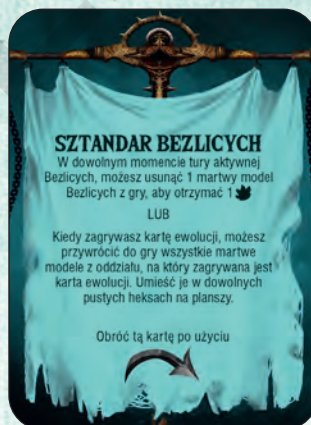 SZTANDAR BEZLICYCH
W dowolnym momencie tury aktywnej
Bezlicych, możesz usunąć 1 martwy model
Bezlicych z gry, aby otrzymać 1
LUB
Kiedy zagrywasz kartę ewolucji, możesz
przywrócić do gry wszystkie martwe
modele z oddziału, na który zagrywana jest
karta ewolucji. Umieść je w dowolnych
pustych heksach na planszy.
Obróć tą kartę po użyciu